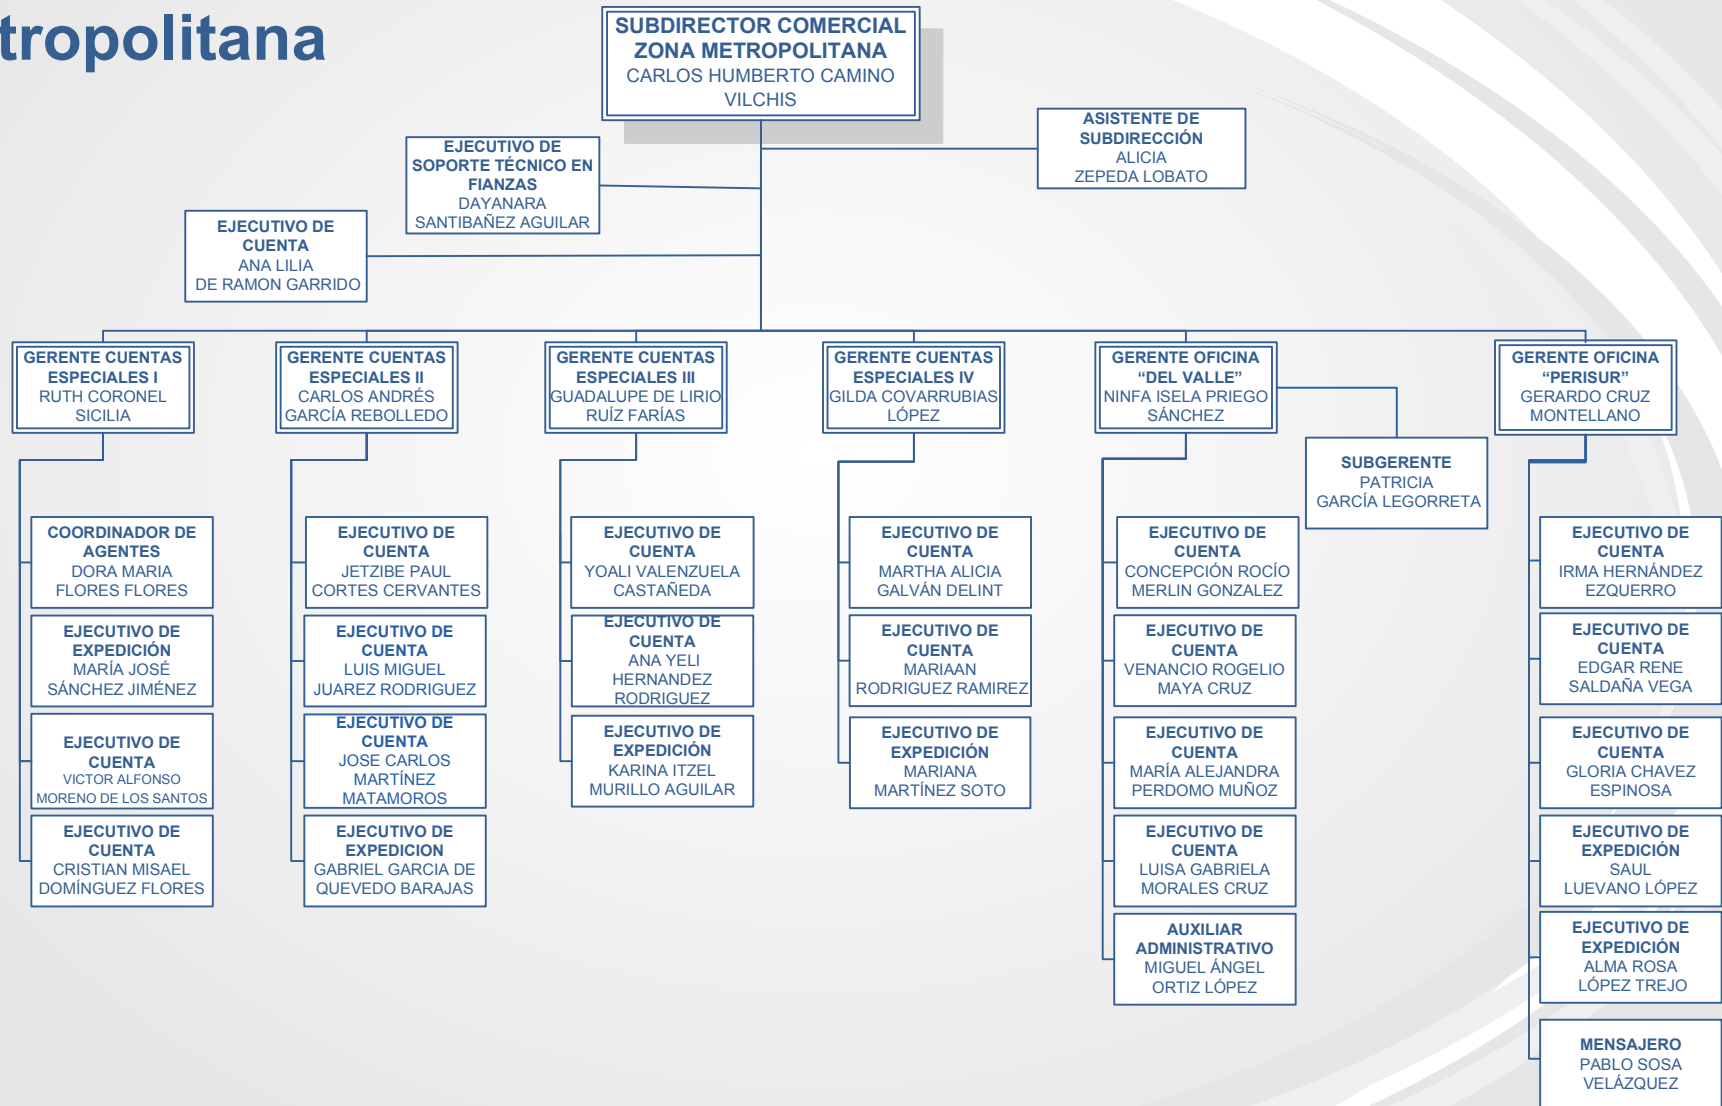 tropolitana
SUBDIRECTOR COMERCIAL
ZONA METROPOLITANA
CARLOS HUMBERTO CAMINO
VILCHIS
ASISTENTE DE
SUBDIRECCIÓN
ALICIA
ZEPEDA LOBATO
EJECUTIVO DE
SOPORTE TÉCNICO EN
FIANZAS
DAYANARA
SANTIBAÑEZ AGUILAR
EJECUTIVO DE
CUENTA
ANA LILIA
DE RAMON GARRIDO
GERENTE CUENTAS
ESPECIALES I
RUTH CORONEL
SICILIA
GERENTE CUENTAS
ESPECIALES II
CARLOS ANDRÉS
GARCÍA REBOLLEDO
GERENTE CUENTAS
ESPECIALES III
GUADALUPE DE LIRIO
RUÍZ FARÍAS
GERENTE CUENTAS
ESPECIALES IV
GILDA COVARRUBIAS
LÓPEZ
GERENTE OFICINA
“DEL VALLE”
NINFA ISELA PRIEGO
SÁNCHEZ
GERENTE OFICINA
“PERISUR”
GERARDO CRUZ
MONTELLANO
SUBGERENTE
PATRICIA
GARCÍA LEGORRETA
COORDINADOR DE
AGENTES
DORA MARIA
FLORES FLORES
EJECUTIVO DE
EXPEDICIÓN
MARÍA JOSÉ
SÁNCHEZ JIMÉNEZ
EJECUTIVO DE
CUENTA
VICTOR ALFONSO
MORENO DE LOS SANTOS
EJECUTIVO DE
CUENTA
CRISTIAN MISAEL
DOMÍNGUEZ FLORES
EJECUTIVO DE
CUENTA
JETZIBE PAUL
CORTES CERVANTES
EJECUTIVO DE
CUENTA
LUIS MIGUEL
JUAREZ RODRIGUEZ
EJECUTIVO DE
CUENTA
JOSE CARLOS
MARTÍNEZ
MATAMOROS
EJECUTIVO DE
EXPEDICION
GABRIEL GARCIA DE
QUEVEDO BARAJAS
EJECUTIVO DE
CUENTA
YOALI VALENZUELA
CASTAÑEDA
EJECUTIVO DE
CUENTA
ANA YELI
HERNANDEZ
RODRIGUEZ
EJECUTIVO DE
EXPEDICIÓN
KARINA ITZEL
MURILLO AGUILAR
EJECUTIVO DE
CUENTA
MARTHA ALICIA
GALVÁN DELINT
EJECUTIVO DE
CUENTA
MARIAAN
RODRIGUEZ RAMIREZ
EJECUTIVO DE
EXPEDICIÓN
MARIANA
MARTÍNEZ SOTO
EJECUTIVO DE
CUENTA
CONCEPCIÓN ROCÍO
MERLIN GONZALEZ
EJECUTIVO DE
CUENTA
VENANCIO ROGELIO
MAYA CRUZ
EJECUTIVO DE
CUENTA
MARÍA ALEJANDRA
PERDOMO MUÑOZ
EJECUTIVO DE
CUENTA
LUISA GABRIELA
MORALES CRUZ
AUXILIAR
ADMINISTRATIVO
MIGUEL ÁNGEL
ORTIZ LÓPEZ
EJECUTIVO DE
CUENTA
IRMA HERNÁNDEZ
EZQUERRO
EJECUTIVO DE
CUENTA
EDGAR RENE
SALDAÑA VEGA
EJECUTIVO DE
CUENTA
GLORIA CHAVEZ
ESPINOSA
EJECUTIVO DE
EXPEDICIÓN
SAUL
LUEVANO LÓPEZ
EJECUTIVO DE
EXPEDICIÓN
ALMA ROSA
LÓPEZ TREJO
MENSAJERO
PABLO SOSA
VELÁZQUEZ